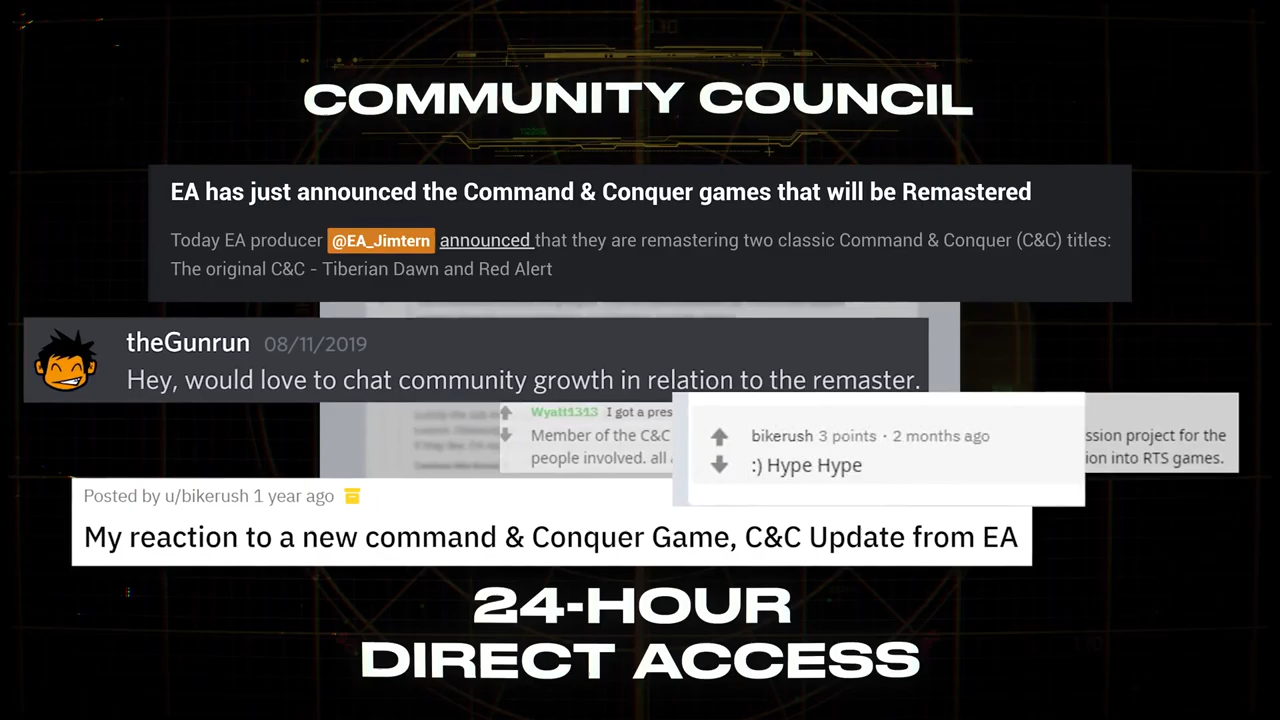 COMMUNITY COUNCIL
EA has just announced the Command & Conquer games that will be Remastered
Today EA producer @EA_Jimtern announced that they are remastering two classic Command & Conquer (C&C) titles:
The original C&C - Tiberian Dawn and Red Alert
theGunrun 08/11/2019
Hey, would love to chat community growth in relation to the remaster.
Wyatt1313 I got a pres
Member of the C&C
people involved. all
ssion project for the
ion into RTS games.
bikerush 3 points · 2 months ago
:) Hype Hype
Posted by u/bikerush 1 year ago
My reaction to a new command & Conquer Game, C&C Update from EA
24-HOUR
DIRECT ACCESS